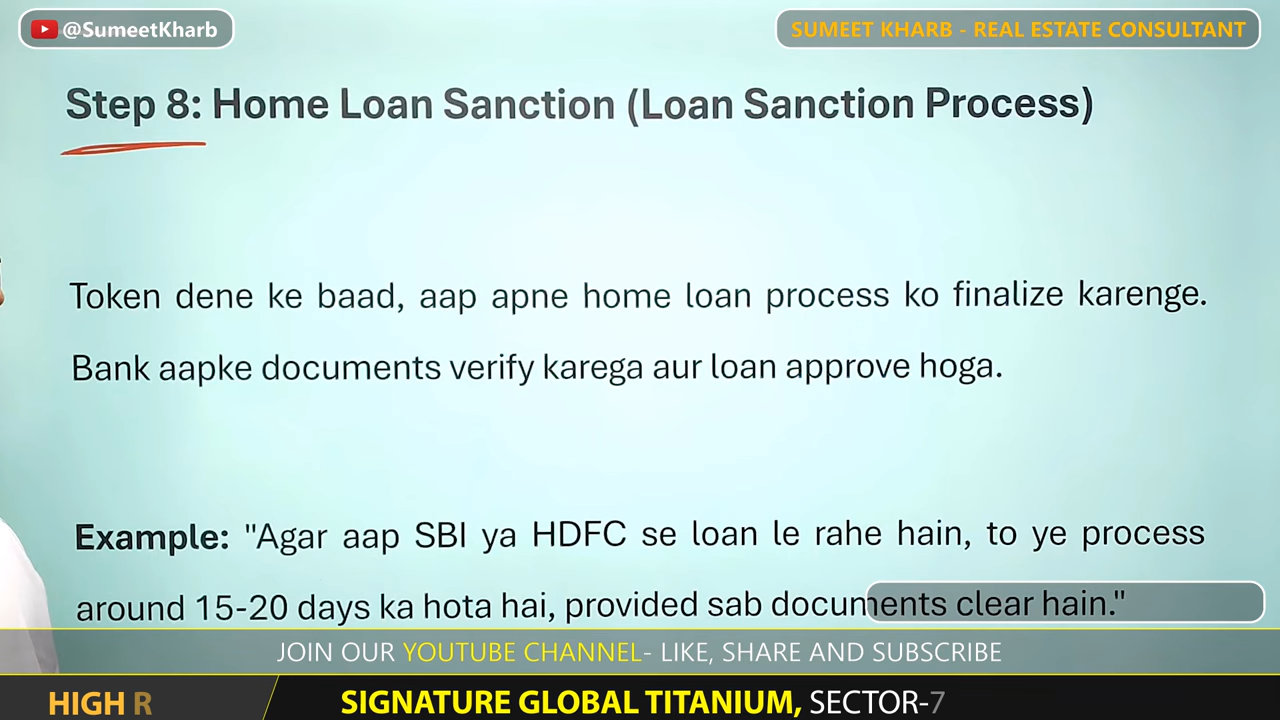 @SumeetKharb
SUMEET KHARB - REAL ESTATE CONSULTANT
Step 8: Home Loan Sanction (Loan Sanction Process)
Token dene ke baad, aap apne home loan process ko finalize karenge.
Bank aapke documents verify karega aur loan approve hoga.
Example: "Agar aap SBI ya HDFC se loan le rahe hain, to ye process
around 15-20 days ka hota hai, provided sab documents clear hain."
JOIN OUR YOUTUBE CHANNEL- LIKE, SHARE AND SUBSCRIBE
HIGH R
SIGNATURE GLOBAL TITANIUM, SECTOR-7